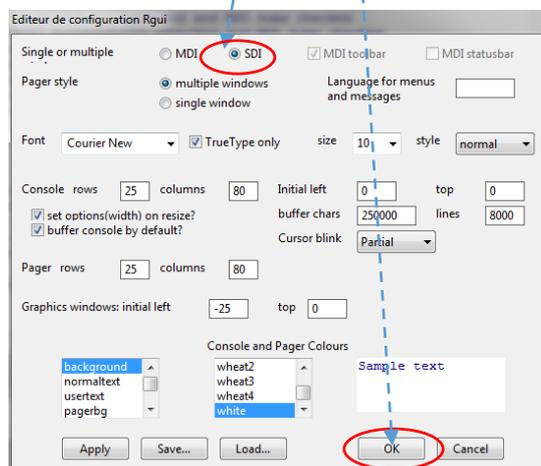 Editeur de configuration Rgui
Single or multiple MDI SDI MDI toolbar MDI statusbar
Pager style multiple windows Language for menus
single window and messages
Font Courier New TrueType only size 10 style normal
Console rows 25 columns 80 Initial left 0 top 0
set options(width) on resize? buffer chars 250000 lines 8000
buffer console by default? Cursor blink Partial
Pager rows 25 columns 80
Graphics windows: initial left -25 top 0
Console and Pager Colours
background wheat2 Sample text
normaltext wheat3
usertext wheat4
pagerbg white
Apply Save... Load... OK Cancel